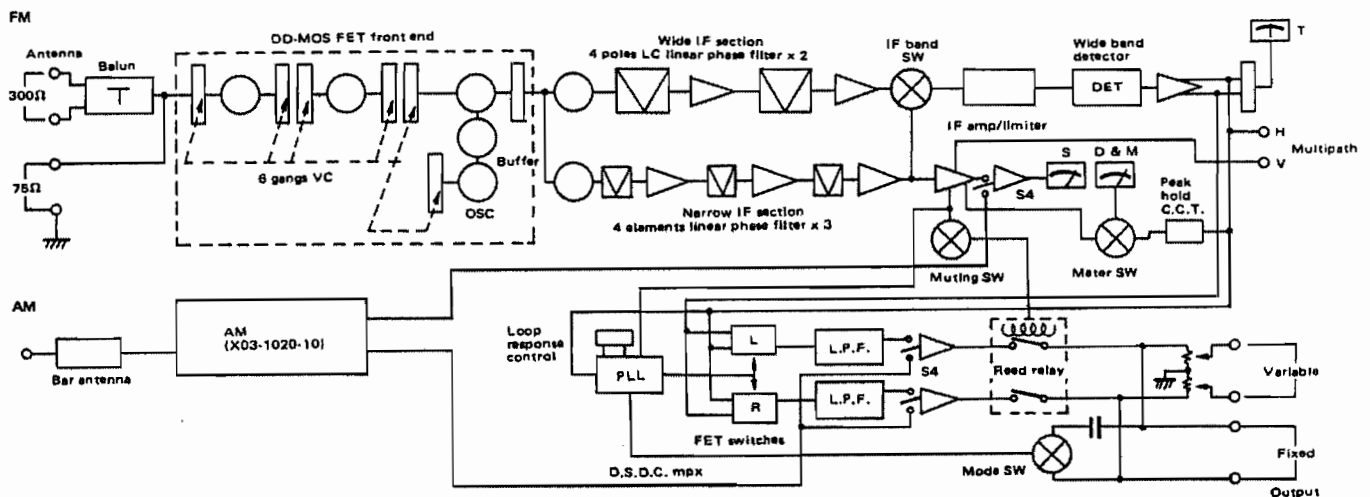 FM
Antenna
300Ω
75Ω
Balun
DD-MOS FET front end
6 gangs VC
OSC
Buffer
Wide IF section
4 poles LC linear phase filter x 2
Narrow IF section
4 elements linear phase filter x 3
IF band
SW
IF amp/limiter
Wide band
detector
DET
T
H
Multipath
V
S
D & M
S4
Peak
hold
C.C.T.
Muting SW
Meter SW
AM
Bar antenna
AM
(X03-1020-10)
Loop
response
control
PLL
L
R
FET switches
L.P.F.
L.P.F.
S4
Reed relay
Variable
D.S.D.C. mpx
Mode SW
Fixed
Output